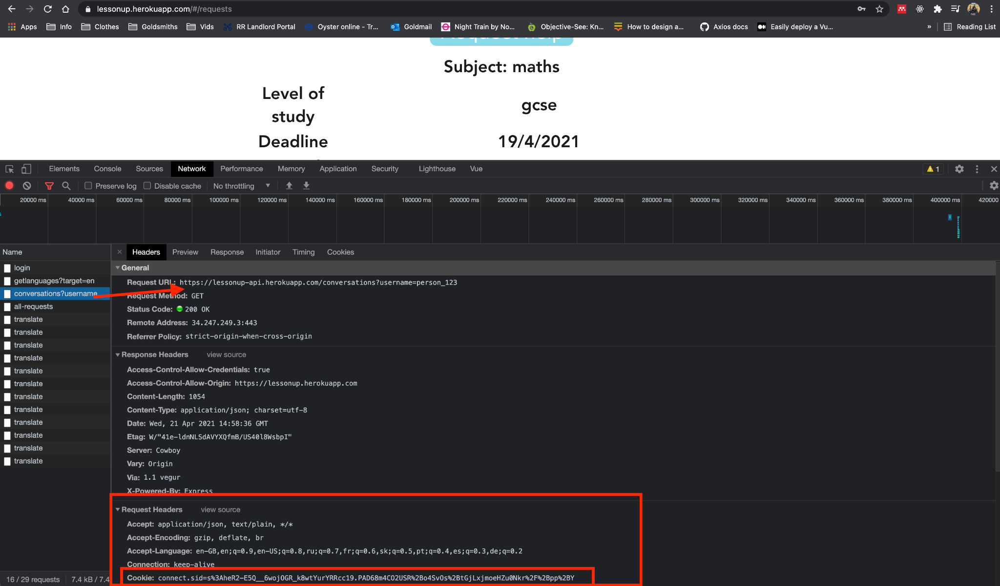 lessonup.herokuapp.com/#/requests
Apps Info Clothes Goldsmiths Vids RR Landlord Portal Oyster online - Tr... Goldmail Night Train by No... Objective-See: Kn... How to design a... Axios docs Easily deploy a Vu... » Reading List
Request help
Subject: maths
Level of study
gcse
Deadline 19/4/2021
Elements Console Sources Network Performance Memory Application Security Lighthouse Vue 1
Preserve log Disable cache No throttling
20000 ms 40000 ms 60000 ms 80000 ms 100000 ms 120000 ms 140000 ms 160000 ms 180000 ms 200000 ms 220000 ms 240000 ms 260000 ms 280000 ms 300000 ms 320000 ms 340000 ms 360000 ms 380000 ms 400000 ms 420000
Name
login
getlanguages?target=en
conversations?username
all-requests
translate
translate
translate
translate
translate
translate
translate
translate
translate
translate
translate
translate
16 / 29 requests 7.4 kB / 7.4
Headers Preview Response Initiator Timing Cookies
General
Request URL: https://lessonup-api.herokuapp.com/conversations?username=person_123
Request Method: GET
Status Code: 200 OK
Remote Address: 34.247.249.3:443
Referrer Policy: strict-origin-when-cross-origin
Response Headers view source
Access-Control-Allow-Credentials: true
Access-Control-Allow-Origin: https://lessonup.herokuapp.com
Content-Length: 1054
Content-Type: application/json; charset=utf-8
Date: Wed, 21 Apr 2021 14:58:36 GMT
Etag: W/"41e-ldnNLSdAVYXQfmB/US40l8WsbpI"
Server: Cowboy
Vary: Origin
Via: 1.1 vegur
X-Powered-By: Express
Request Headers view source
Accept: application/json, text/plain, */*
Accept-Encoding: gzip, deflate, br
Accept-Language: en-GB,en;q=0.9,en-US;q=0.8,ru;q=0.7,fr;q=0.6,sk;q=0.5,pt;q=0.4,es;q=0.3,de;q=0.2
Connection: keep-alive
Cookie: connect.sid=s%3AheR2-E5Q__6wojOGR_k8wtYurYRRcc19.PAD68m4CO2USR%2Bo4SvOs%2BtGjLxjmoeHZu0Nkr%2F%2Bpp%2BY